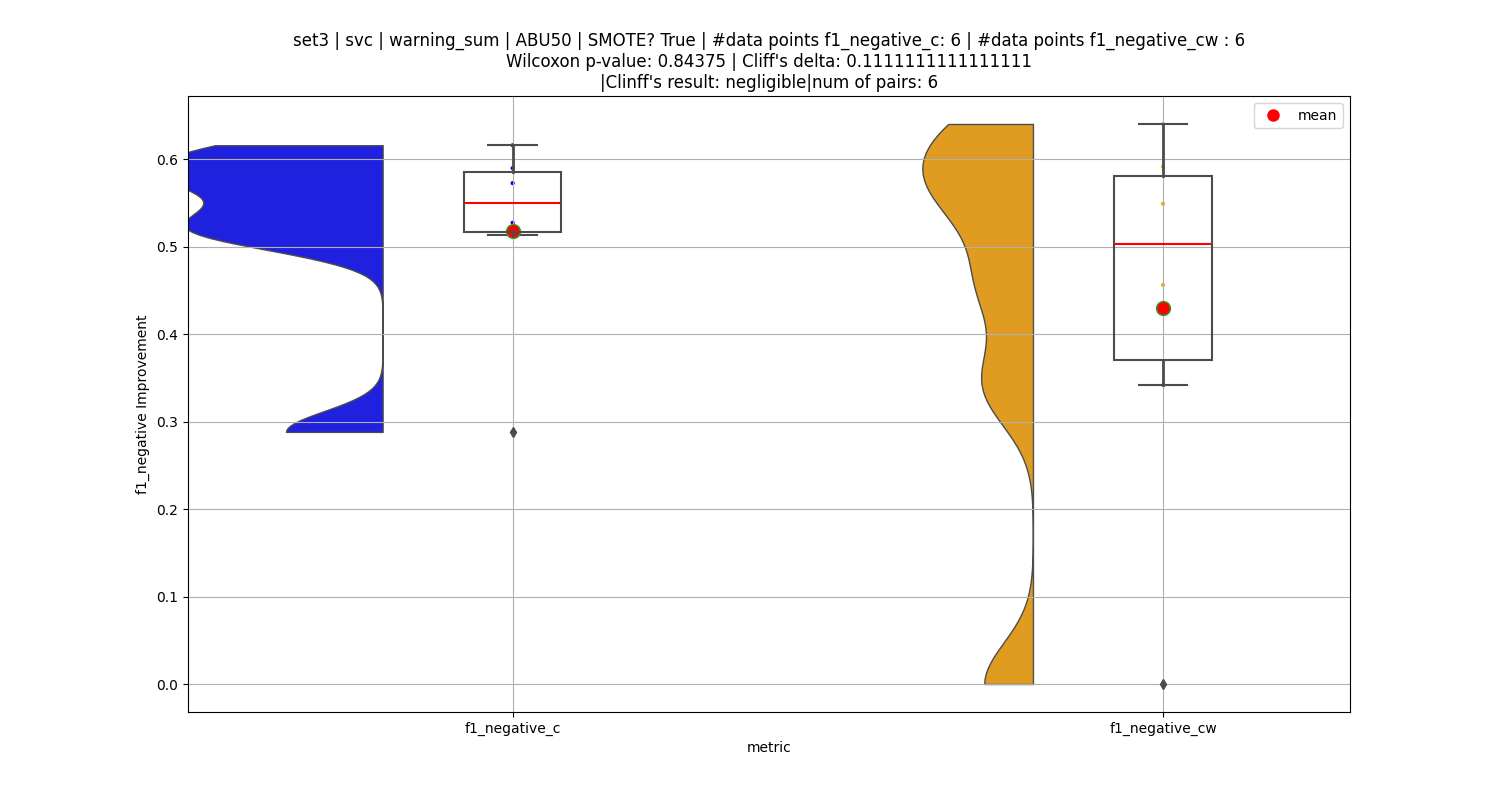 set3 | svc | warning_sum | ABU50 | SMOTE? True | #data points f1_negative_c: 6 | #data points f1_negative_cw : 6
Wilcoxon p-value: 0.84375 | Cliff's delta: 0.1111111111111111
|Clinff's result: negligible|num of pairs: 6
mean
0.6
0.5
0.4
0.3
0.2
0.1
0.0
f1_negative Improvement
f1_negative_c
f1_negative_cw
metric